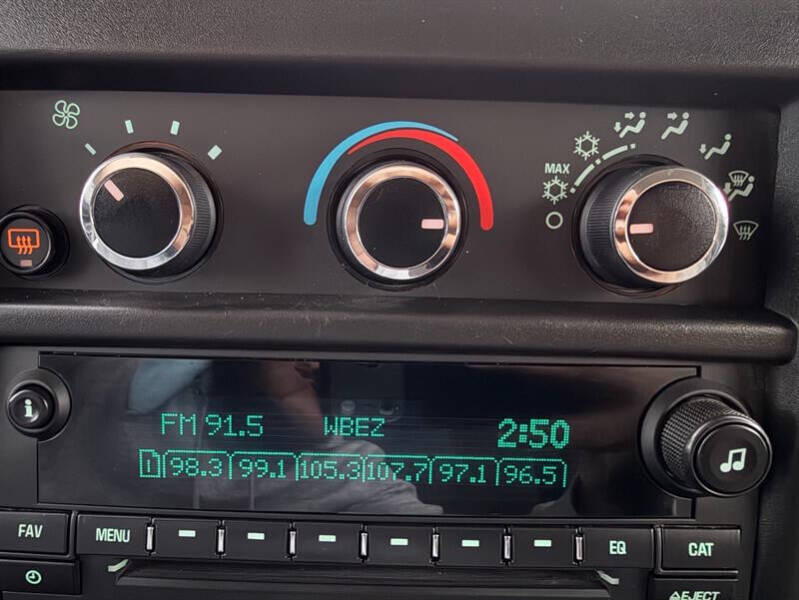 MAX
FM 91.5 WBEZ 2:50
1 98.3 99.1 105.3 107.7 97.1 96.5
i
FAV MENU EQ CAT
EJECT